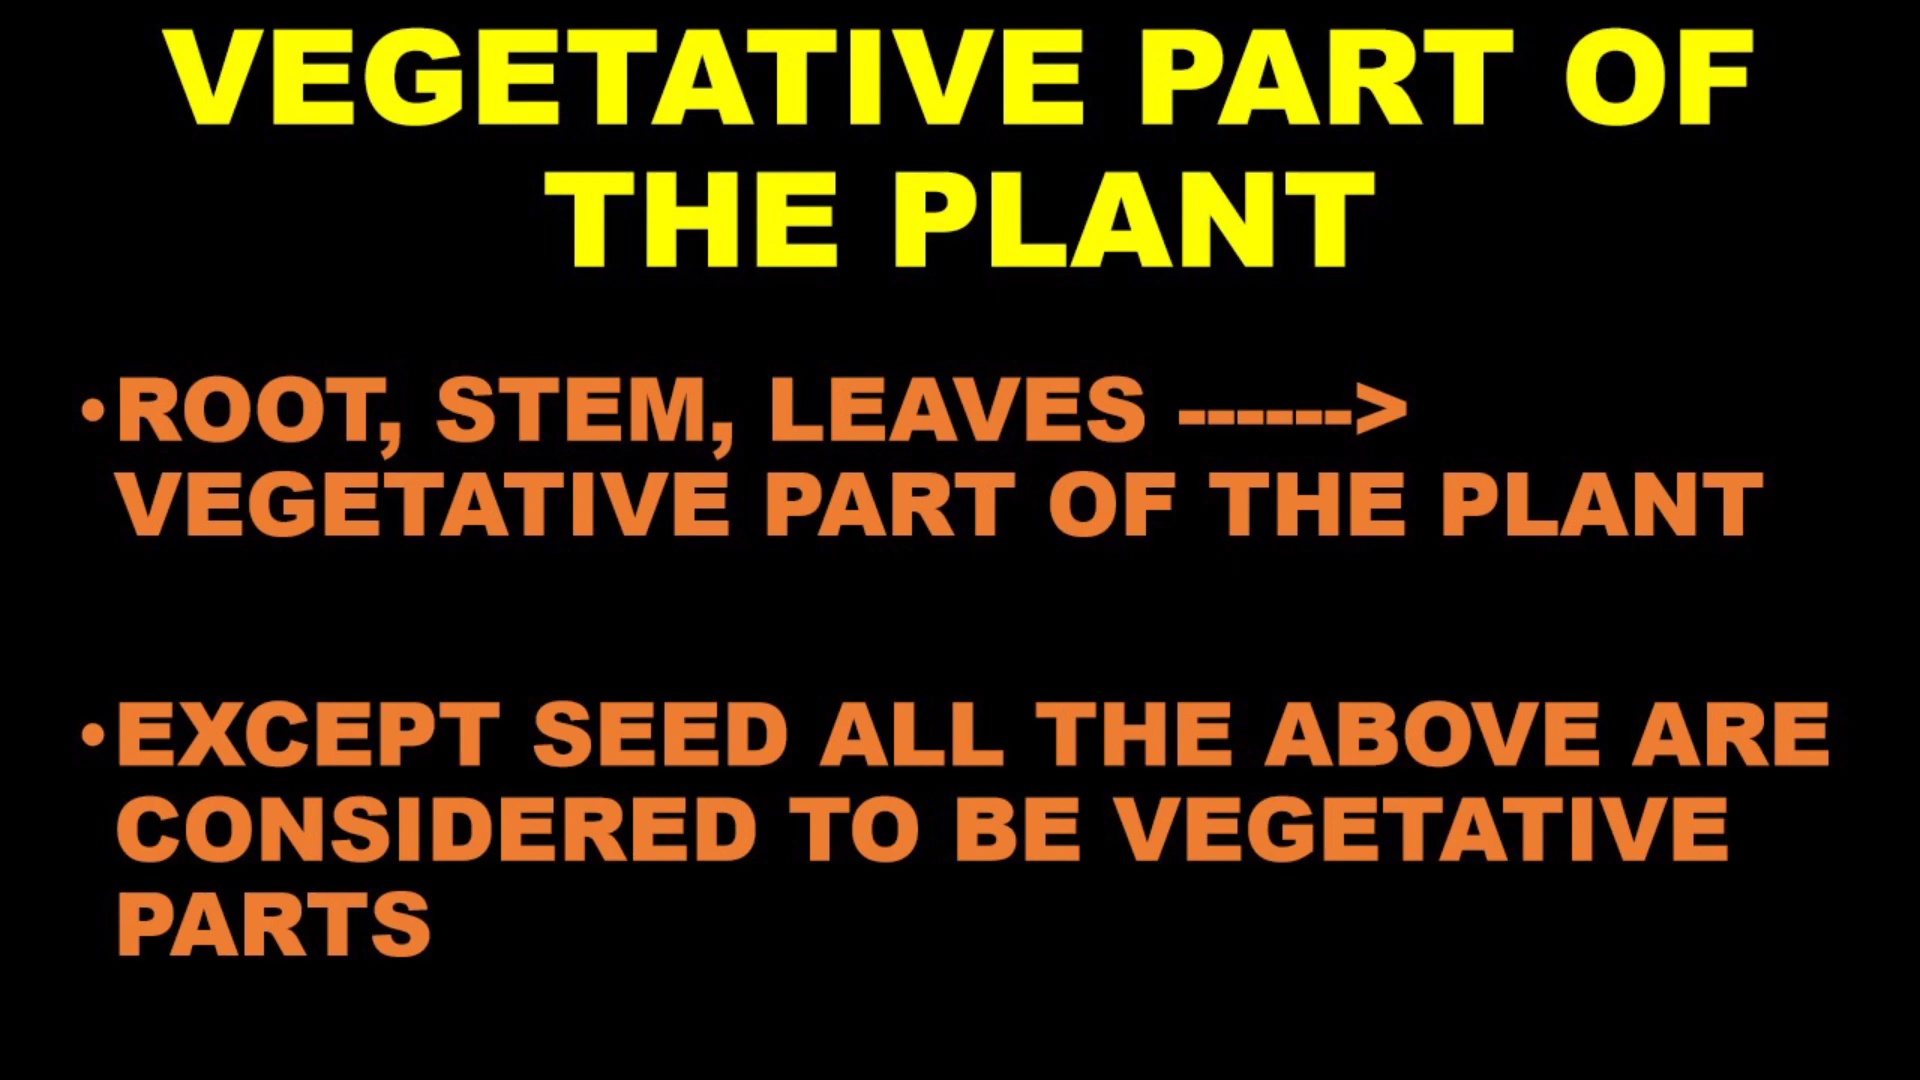 VEGETATIVE PART OF
THE PLANT
•ROOT, STEM, LEAVES ------>
VEGETATIVE PART OF THE PLANT
•EXCEPT SEED ALL THE ABOVE ARE
CONSIDERED TO BE VEGETATIVE
PARTS